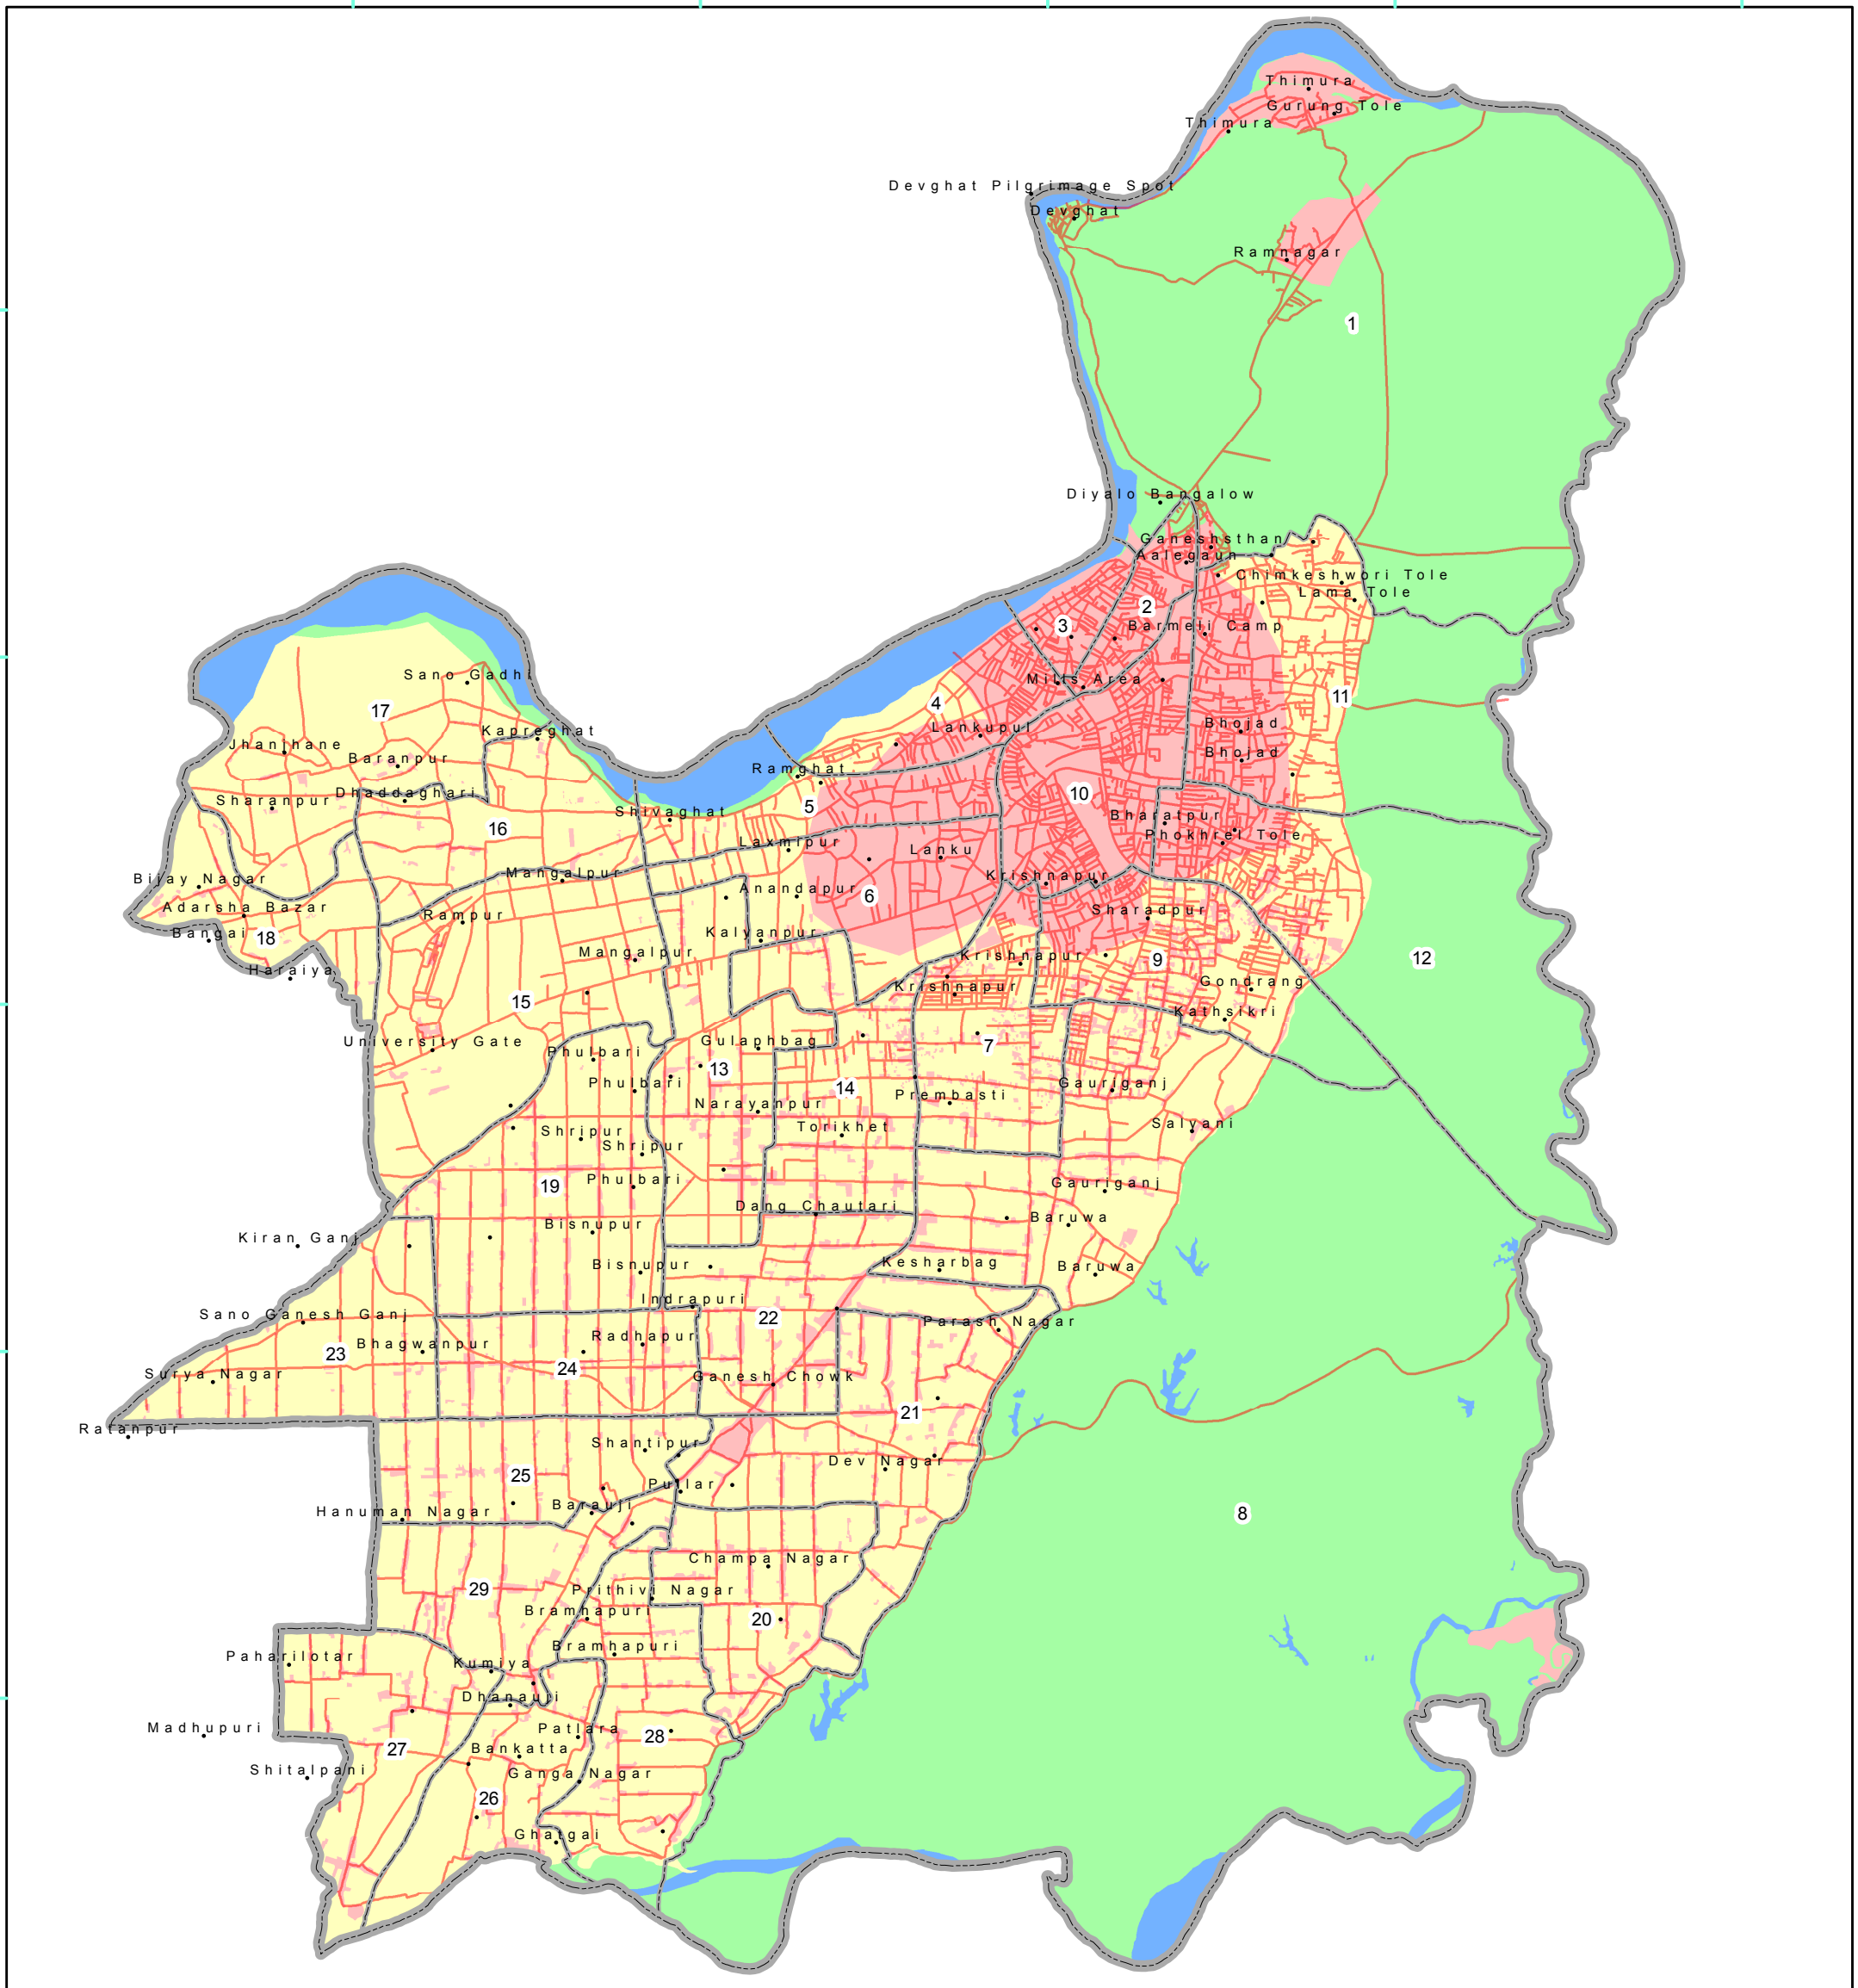 Thimura
Gurung Tole
Thimura
Devghat Pilgrimage Spot
Devghat
Ramnagar
1
Diyalo Bangalow
Ganeshsthan
Aalegaun
Chimkeshwori Tole
Lama Tole
2
3
Barmeli Camp
Sano Gadhi
Mills Area
11
4
17
Bhojad
Lankupul
Kapreghat
Jhanjhane
Bhojad
Baranpur
Ramghat
Dhaddaghari
10
Sharanpur
5
Shivaghat
Bharatpur
16
Phokhrel Tole
Laxmipur
Lanku
Mangalpur
Krishnapur
Bijay Nagar
Anandapur
6
Adarsha Bazar
Rampur
Sharadpur
Bangai
18
Kalyanpur
Mangalpur
Krishnapur
9
12
Haraiya
Gondrang
Krishnapur
15
Kathsikri
University Gate
Gulaphbag
7
Phulbari
13
Phulbari
14
Gauriganj
Prembasti
Narayanpur
Salyani
Torikhet
Shripur
Shripur
19
Phulbari
Gauriganj
Dang Chautari
Baruwa
Bisnupur
Kiran Ganj
Bisnupur
Kesharbag
Baruwa
Indrapuri
Sano Ganesh Ganj
22
Parash Nagar
Radhapur
Bhagwanpur
23
24
Surya Nagar
Ganesh Chowk
21
Ratanpur
Shantipur
Dev Nagar
25
Pullar
Barauji
Hanuman Nagar
8
Champa Nagar
29
Prithivi Nagar
Bramhapuri
20
Bramhapuri
Paharilotar
Kumiya
Dhanauji
Madhupuri
Patlara
28
27
Bankatta
Shitalpani
Ganga Nagar
26
Ghatgai